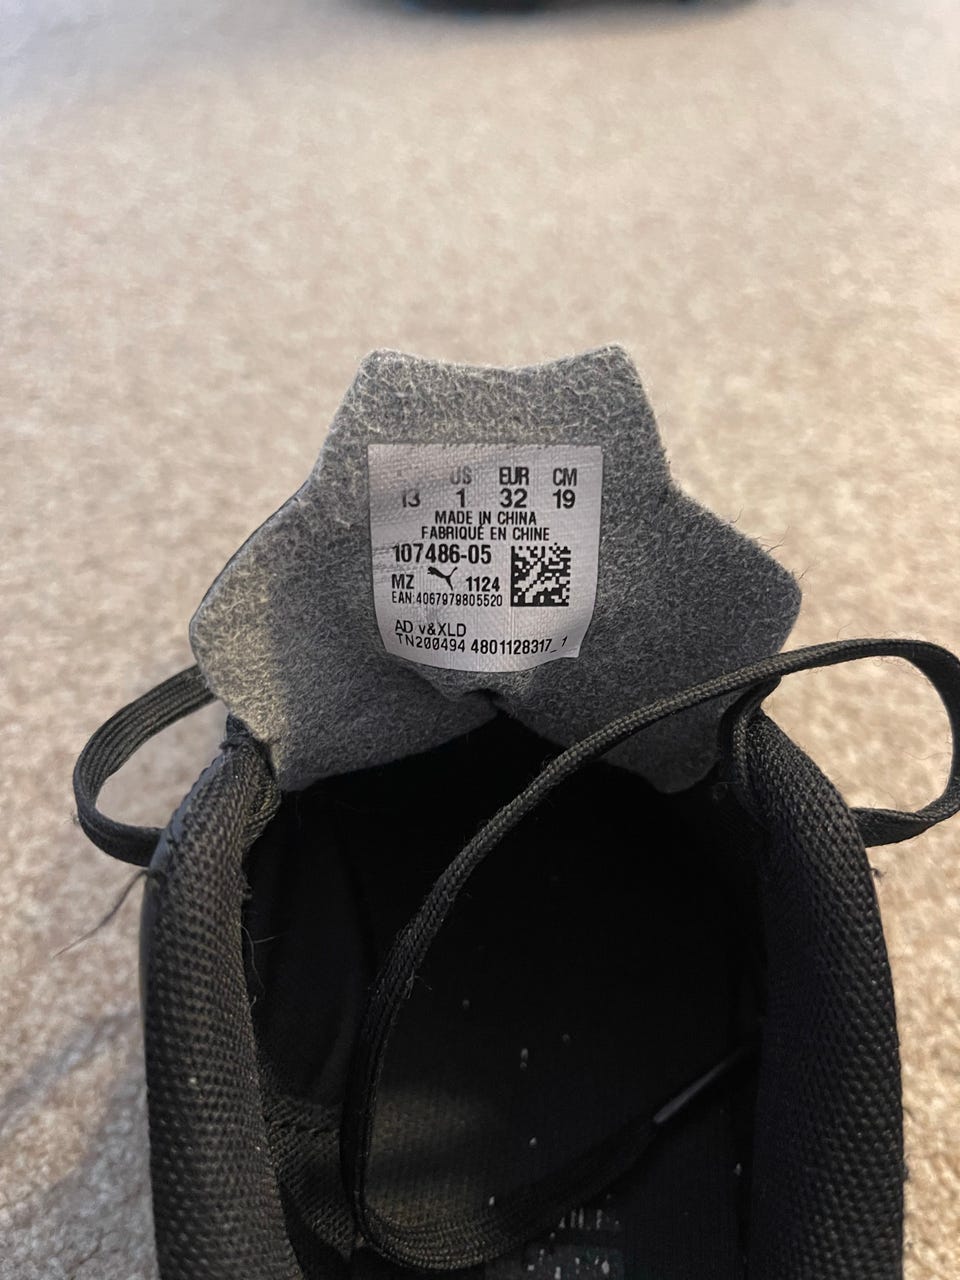 US EUR CM
13 1 32 19
MADE IN CHINA
FABRIQUÉ EN CHINE
107486-05
MZ 1124
EAN:4067979805520
AD v&XLD
TN200494 4801128317_1